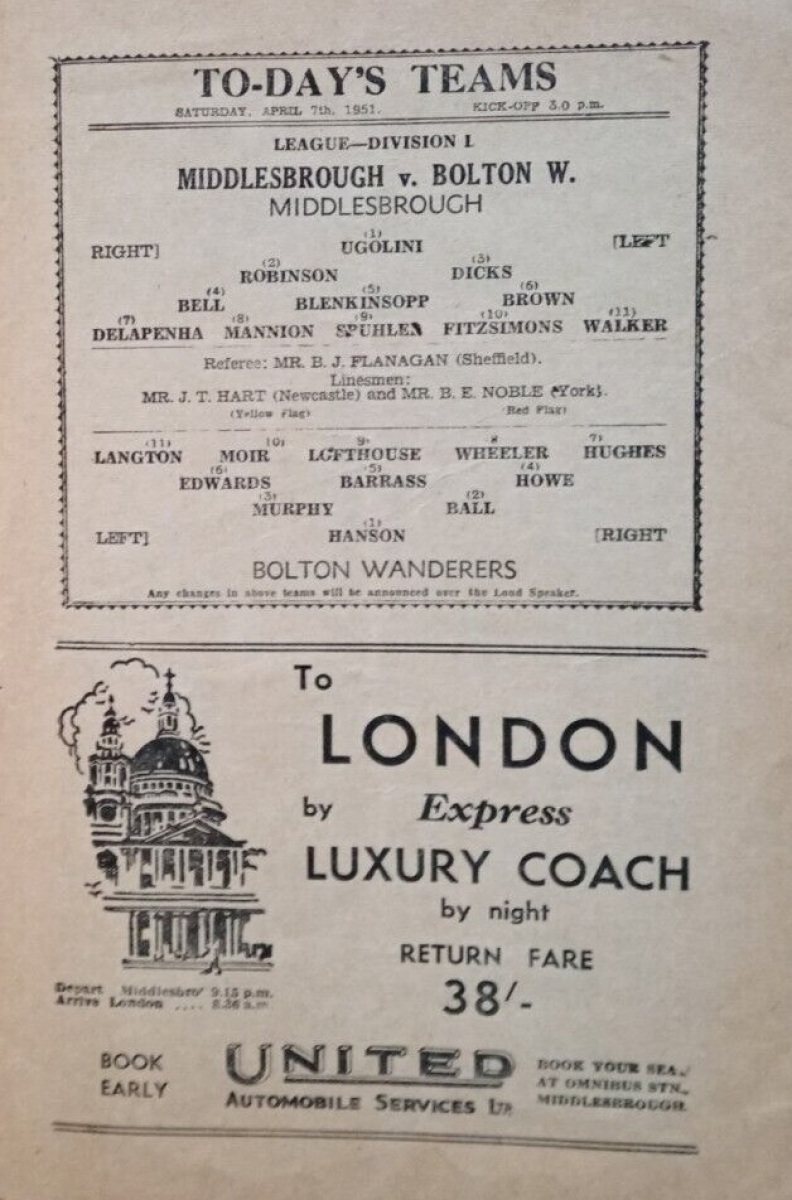 TO-DAY'S TEAMS
SATURDAY, APRIL 7th, 1951. KICK-OFF 3.0 p.m.
LEAGUE—DIVISION I.
MIDDLESBROUGH v. BOLTON W.
MIDDLESBROUGH
(1)
RIGHT] UGOLINI [LEFT
(2) (3)
ROBINSON DICKS
(4) (5) (6)
BELL BLENKINSOPP BROWN
(7) (8) (9) (10) (11)
DELAPENHA MANNION SPUHLER FITZSIMONS WALKER
Referee: MR. B. J. FLANAGAN (Sheffield).
Linesmen:
MR. J. T. HART (Newcastle) and MR. B. E. NOBLE (York).
(Yellow Flag) (Red Flag)
(11) 10) 9) 8 7)
LANGTON MOIR LOFTHOUSE WHEELER HUGHES
(6) (5) (4)
EDWARDS BARRASS HOWE
(3) (2)
MURPHY BALL
(1)
LEFT] HANSON [RIGHT
BOLTON WANDERERS
Any changes in above teams will be announced over the Loud Speaker.
To
LONDON
by Express
LUXURY COACH
by night
RETURN FARE
38/-
Depart Middlesbro' 9.15 p.m.
Arrive London .... a.m
BOOK EARLY
UNITED
AUTOMOBILE SERVICES LTD.
BOOK YOUR SEA
AT OMNIBUS STN.,
MIDDLESBROUGH